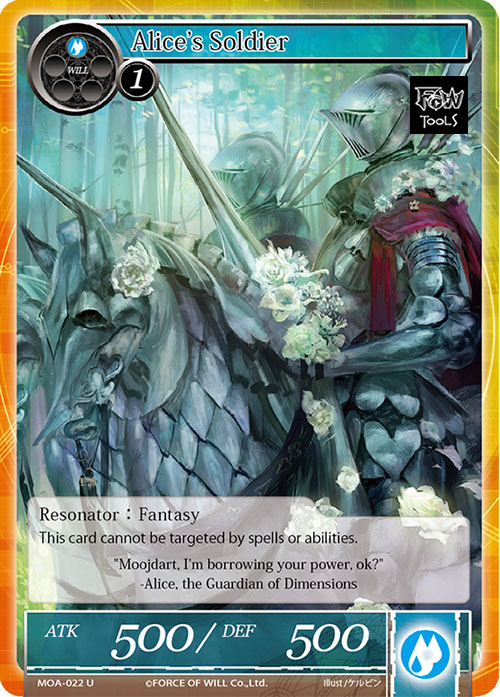 Alice's Soldier
WILL
1
FOW
TOOLS
Resonator : Fantasy
This card cannot be targeted by spells or abilities.
"Moojdart, I'm borrowing your power, ok?"
-Alice, the Guardian of Dimensions
ATK 500 / DEF 500
MOA-022 U ©FORCE OF WILL Co.,Ltd. Illust/ケルビン